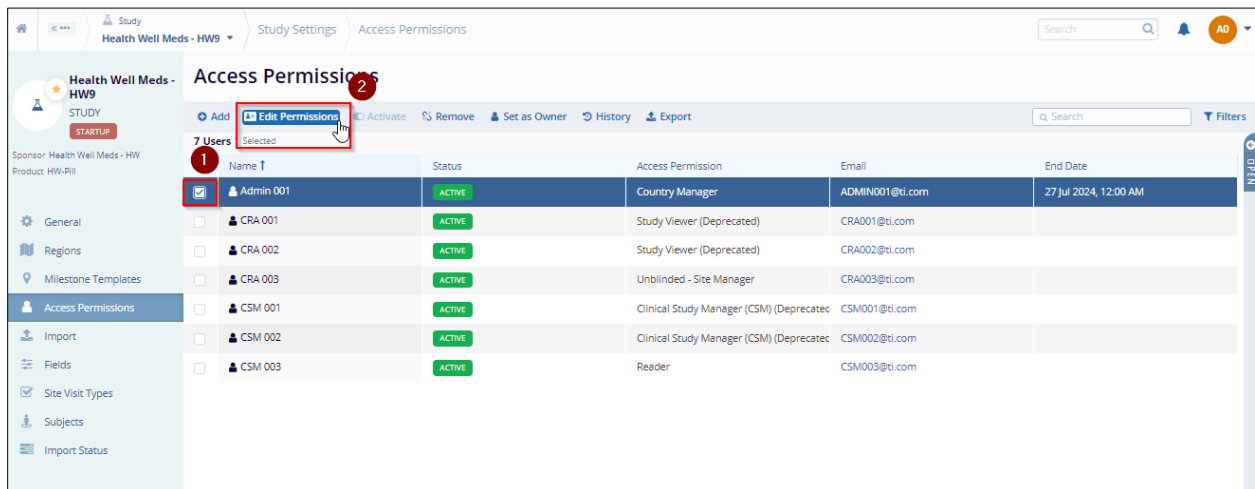 Study
Health Well Meds - HW9
Study Settings
Access Permissions
Search
A0
Health Well Meds -
HW9
STUDY
STARTUP
Sponsor Health Well Meds - HW
Product HW-Pill
General
Regions
Milestone Templates
Access Permissions
Import
Fields
Site Visit Types
Subjects
Import Status
Access Permissions
2
Add Edit Permissions Activate Remove Set as Owner History Export Search Filters
7 Users Selected
OPEN
1
Name Status Access Permission Email End Date
Admin 001 ACTIVE Country Manager ADMIN001@ti.com 27 Jul 2024, 12:00 AM
CRA 001 ACTIVE Study Viewer (Deprecated) CRA001@ti.com
CRA 002 ACTIVE Study Viewer (Deprecated) CRA002@ti.com
CRA 003 ACTIVE Unblinded - Site Manager CRA003@ti.com
CSM 001 ACTIVE Clinical Study Manager (CSM) (Deprecatec CSM001@ti.com
CSM 002 ACTIVE Clinical Study Manager (CSM) (Deprecatec CSM002@ti.com
CSM 003 ACTIVE Reader CSM003@ti.com